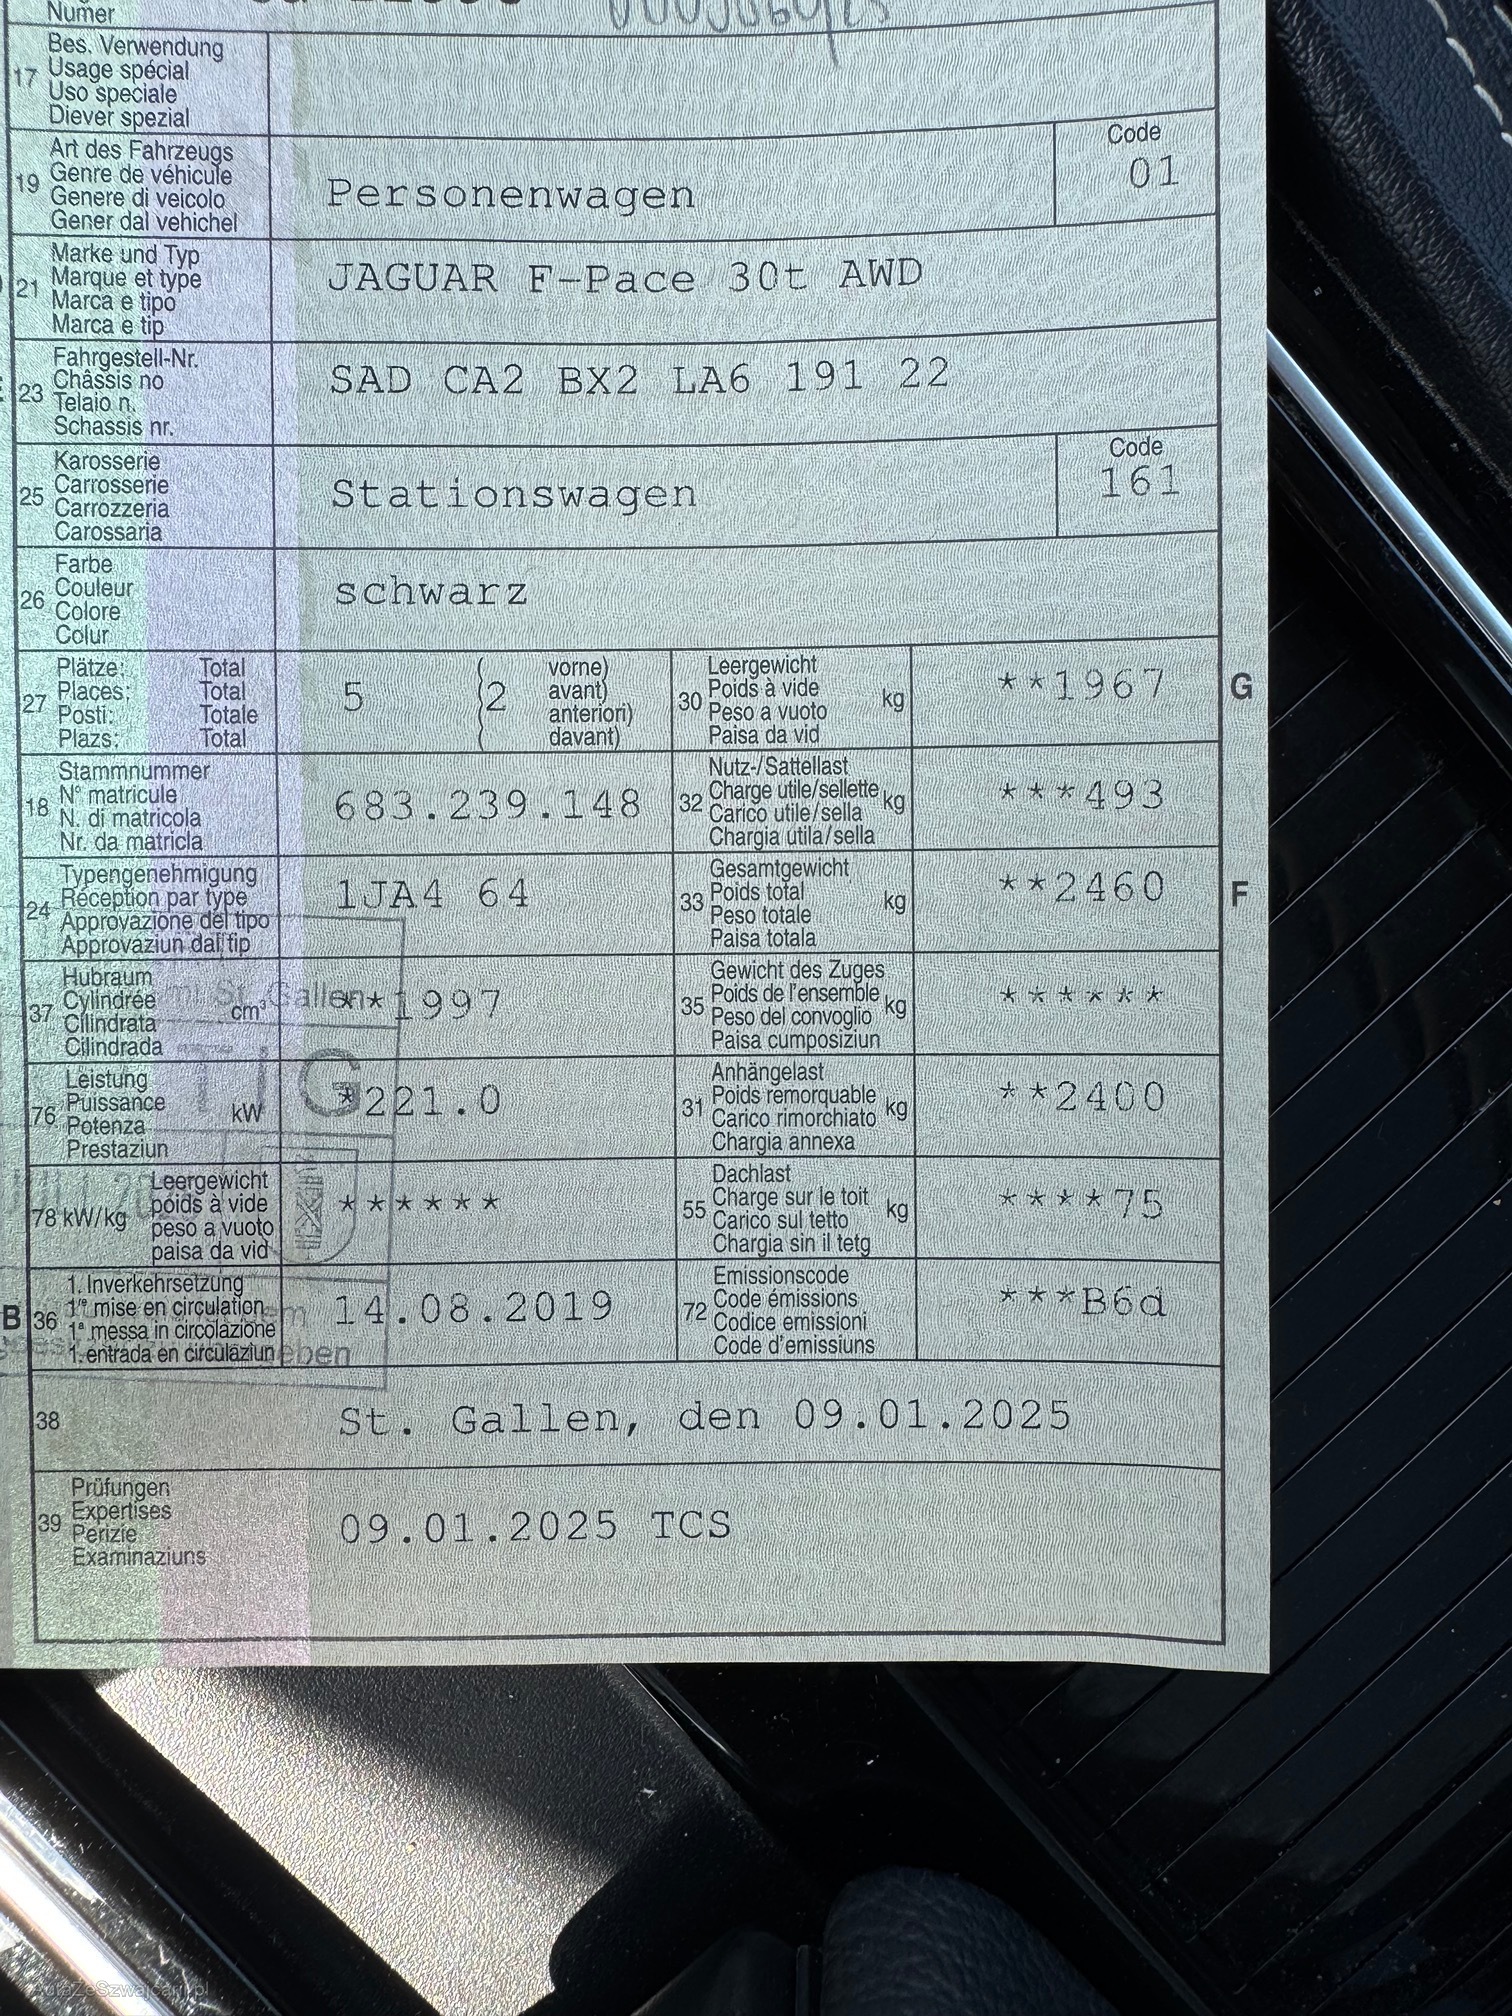 Numer
17 Bes. Verwendung
Usage spécial
Uso speciale
Diever spezial
19 Art des Fahrzeugs
Genre de véhicule
Genere di veicolo
Gener dal vehichel
Personenwagen
Code
01
21 Marke und Typ
Marque et type
Marca e tipo
Marca e tip
JAGUAR F-Pace 30t AWD
23 Fahrgestell-Nr.
Châssis no
Telaio n.
Schassis nr.
SAD CA2 BX2 LA6 191 22
25 Karosserie
Carrosserie
Carrozzeria
Carossaria
Stationswagen
Code
161
26 Farbe
Couleur
Colore
Colur
schwarz
27 Plätze: Total
Places: Total
Posti: Totale
Plazs: Total
5 (2 vorne)
avant)
anteriori)
davant)
30 Leergewicht
Poids à vide kg
Peso a vuoto
Paisa da vid
**1967 G
18 Stammnummer
N° matricule
N. di matricola
Nr. da matricla
683.239.148
32 Nutz-/Sattellast
Charge utile/sellette kg
Carico utile/sella
Chargia utila/sella
***493
24 Typengenehmigung
Réception par type
Approvazione del tipo
Approvaziun dal tip
1JA4 64
33 Gesamtgewicht
Poids total kg
Peso totale
Paisa totala
**2460 F
37 Hubraum
Cylindrée cm³
Cilindrata
Cilindrada
**1997
35 Gewicht des Zuges
Poids de l'ensemble kg
Peso del convoglio
Paisa cumposiziun
******
76 Leistung
Puissance kW
Potenza
Prestaziun
*221.0
31 Anhängelast
Poids remorquable kg
Carico rimorchiato
Chargia annexa
**2400
78 kW/kg Leergewicht
poids à vide
peso a vuoto
paisa da vid
******
55 Dachlast
Charge sur le toit kg
Carico sul tetto
Chargia sin il tetg
****75
B 36 1. Inverkehrsetzung
1re mise en circulation
1a messa in circolazione
1. entrada en circulaziun
14.08.2019
72 Emissionscode
Code émissions
Codice emissioni
Code d'emissiuns
***B6d
St. Gallen
38 St. Gallen, den 09.01.2025
39 Prüfungen
Expertises
Perizie
Examinaziuns
09.01.2025 TCS
AutaZeSzwajcarii.pl